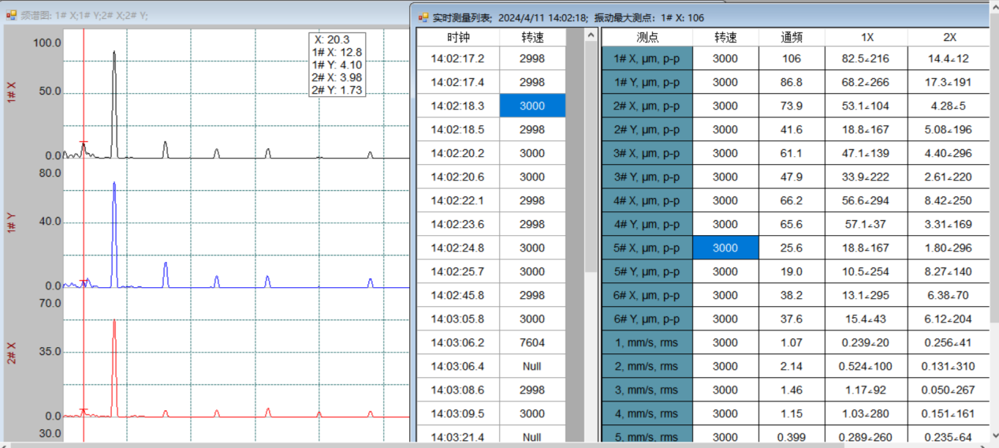 频谱图: 1# X;1# Y;2# X;2# Y;
100.0
50.0
0.0
1# X
X: 20.3
1# X: 12.8
1# Y: 4.10
2# X: 3.98
2# Y: 1.73
80.0
40.0
0.0
1# Y
70.0
35.0
0.0
2# X
30.0
实时测量列表; 2024/4/11 14:02:18; 振动最大测点: 1# X: 106
时钟 转速
14:02:17.2 2998
14:02:17.4 2998
14:02:18.3 3000
14:02:18.5 2998
14:02:20.2 3000
14:02:20.6 3000
14:02:22.1 2998
14:02:23.6 2998
14:02:24.8 3000
14:02:25.7 3000
14:02:45.8 2998
14:03:05.8 3000
14:03:06.2 7604
14:03:06.4 Null
14:03:08.6 2998
14:03:09.5 3000
14:03:21.4 Null
测点 转速 通频 1X 2X
1# X, µm, p-p 3000 106 82.5∠216 14.4∠12
1# Y, µm, p-p 3000 86.8 68.2∠266 17.3∠191
2# X, µm, p-p 3000 73.9 53.1∠104 4.28∠5
2# Y, µm, p-p 3000 41.6 18.8∠167 5.08∠196
3# X, µm, p-p 3000 61.1 47.1∠139 4.40∠296
3# Y, µm, p-p 3000 47.9 33.9∠222 2.61∠220
4# X, µm, p-p 3000 66.2 56.6∠294 8.42∠250
4# Y, µm, p-p 3000 65.6 57.1∠37 3.31∠169
5# X, µm, p-p 3000 25.6 18.8∠167 1.80∠296
5# Y, µm, p-p 3000 19.0 10.5∠254 8.27∠140
6# X, µm, p-p 3000 38.2 13.1∠295 6.38∠70
6# Y, µm, p-p 3000 37.6 15.4∠43 6.12∠204
1, mm/s, rms 3000 1.07 0.239∠20 0.256∠41
2, mm/s, rms 3000 2.14 0.524∠100 0.131∠310
3, mm/s, rms 3000 1.46 1.17∠92 0.050∠267
4, mm/s, rms 3000 1.15 1.03∠280 0.151∠161
5, mm/s, rms 3000 0.399 0.289∠260 0.235∠64